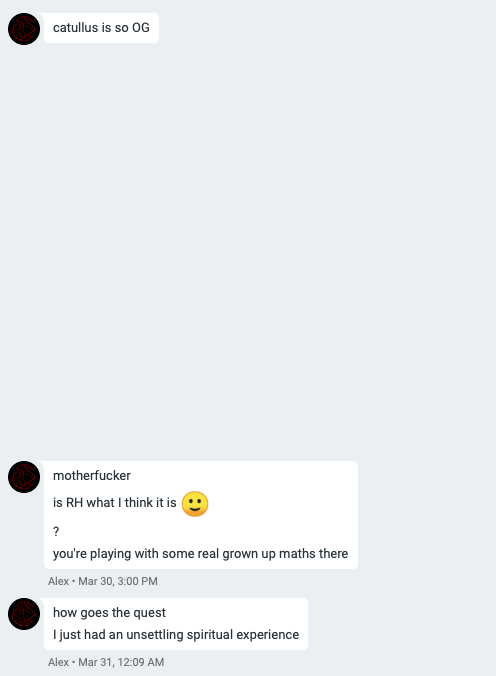 catullus is so OG
motherfucker
is RH what I think it is 🙂
?
you're playing with some real grown up maths there
Alex • Mar 30, 3:00 PM
how goes the quest
I just had an unsettling spiritual experience
Alex • Mar 31, 12:09 AM